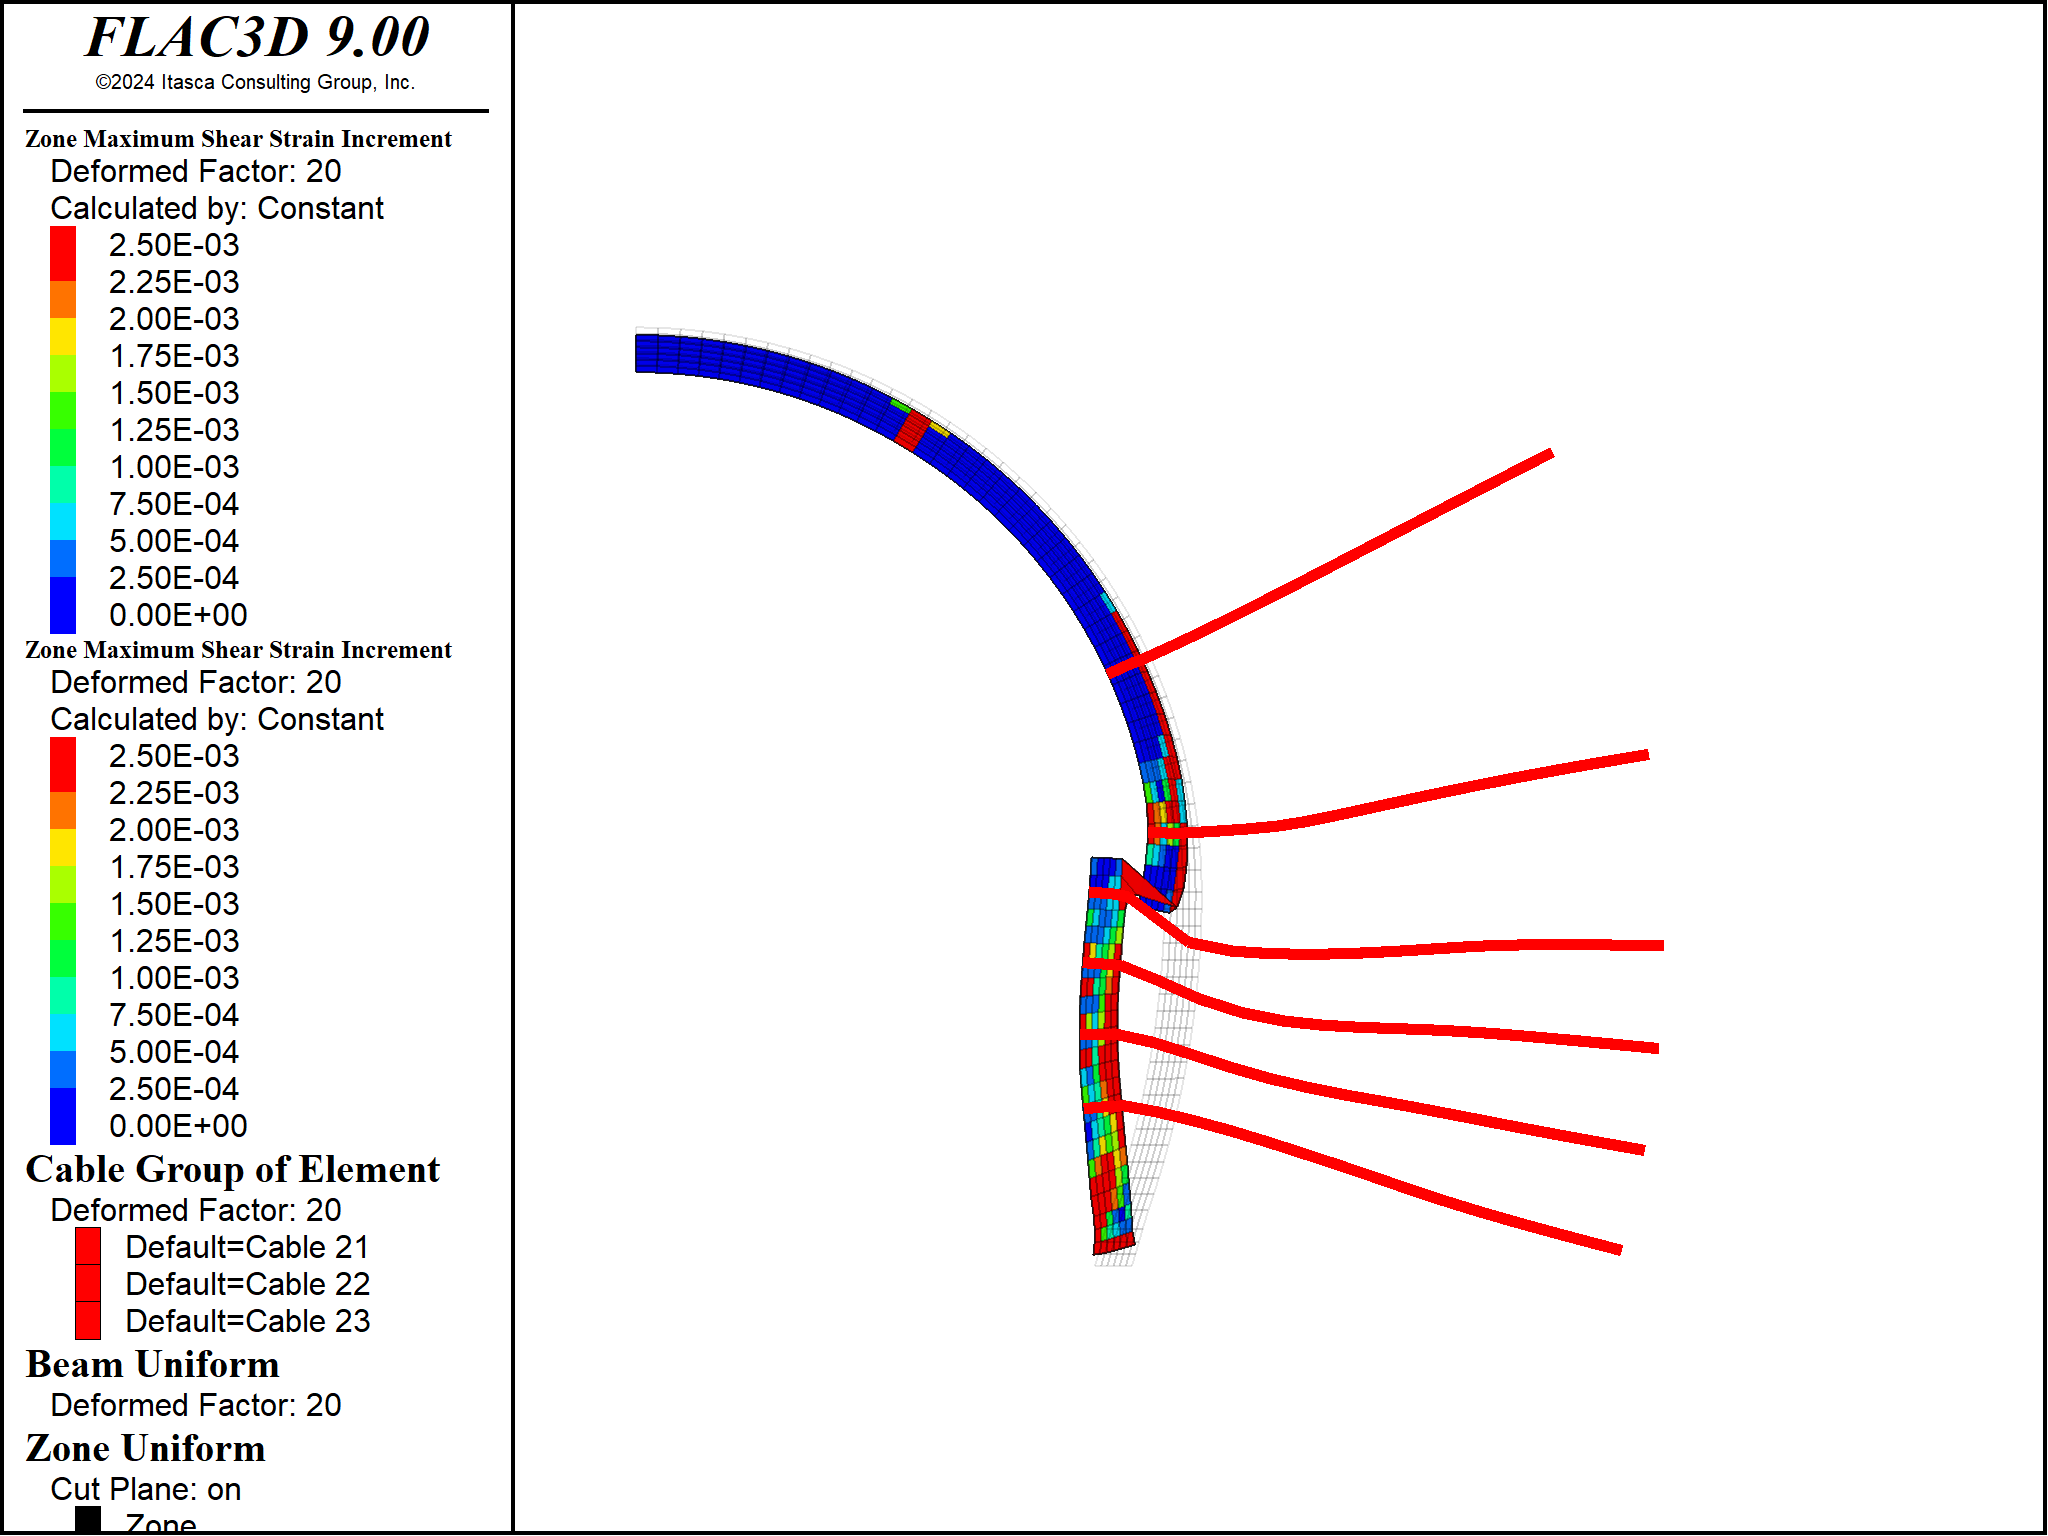 FLAC3D 9.00
©2024 Itasca Consulting Group, Inc.
Zone Maximum Shear Strain Increment
Deformed Factor: 20
Calculated by: Constant
2.50E-03
2.25E-03
2.00E-03
1.75E-03
1.50E-03
1.25E-03
1.00E-03
7.50E-04
5.00E-04
2.50E-04
0.00E+00
Zone Maximum Shear Strain Increment
Deformed Factor: 20
Calculated by: Constant
2.50E-03
2.25E-03
2.00E-03
1.75E-03
1.50E-03
1.25E-03
1.00E-03
7.50E-04
5.00E-04
2.50E-04
0.00E+00
Cable Group of Element
Deformed Factor: 20
Default=Cable 21
Default=Cable 22
Default=Cable 23
Beam Uniform
Deformed Factor: 20
Zone Uniform
Cut Plane: on
Zone